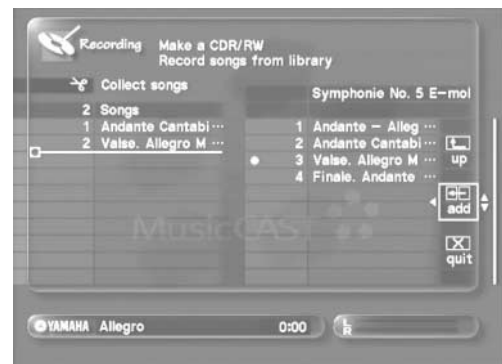 Recording Make a CDR/RW
Record songs from library
Collect songs
2 Songs
1 Andante Cantabi ···
2 Valse. Allegro M ···
Symphonie No. 5 E-mol
1 Andante – Alleg ···
2 Andante Cantabi ···
3 Valse. Allegro M ···
4 Finale. Andante ···
up
add
quit
MusicCAST
YAMAHA Allegro 0:00 L
R